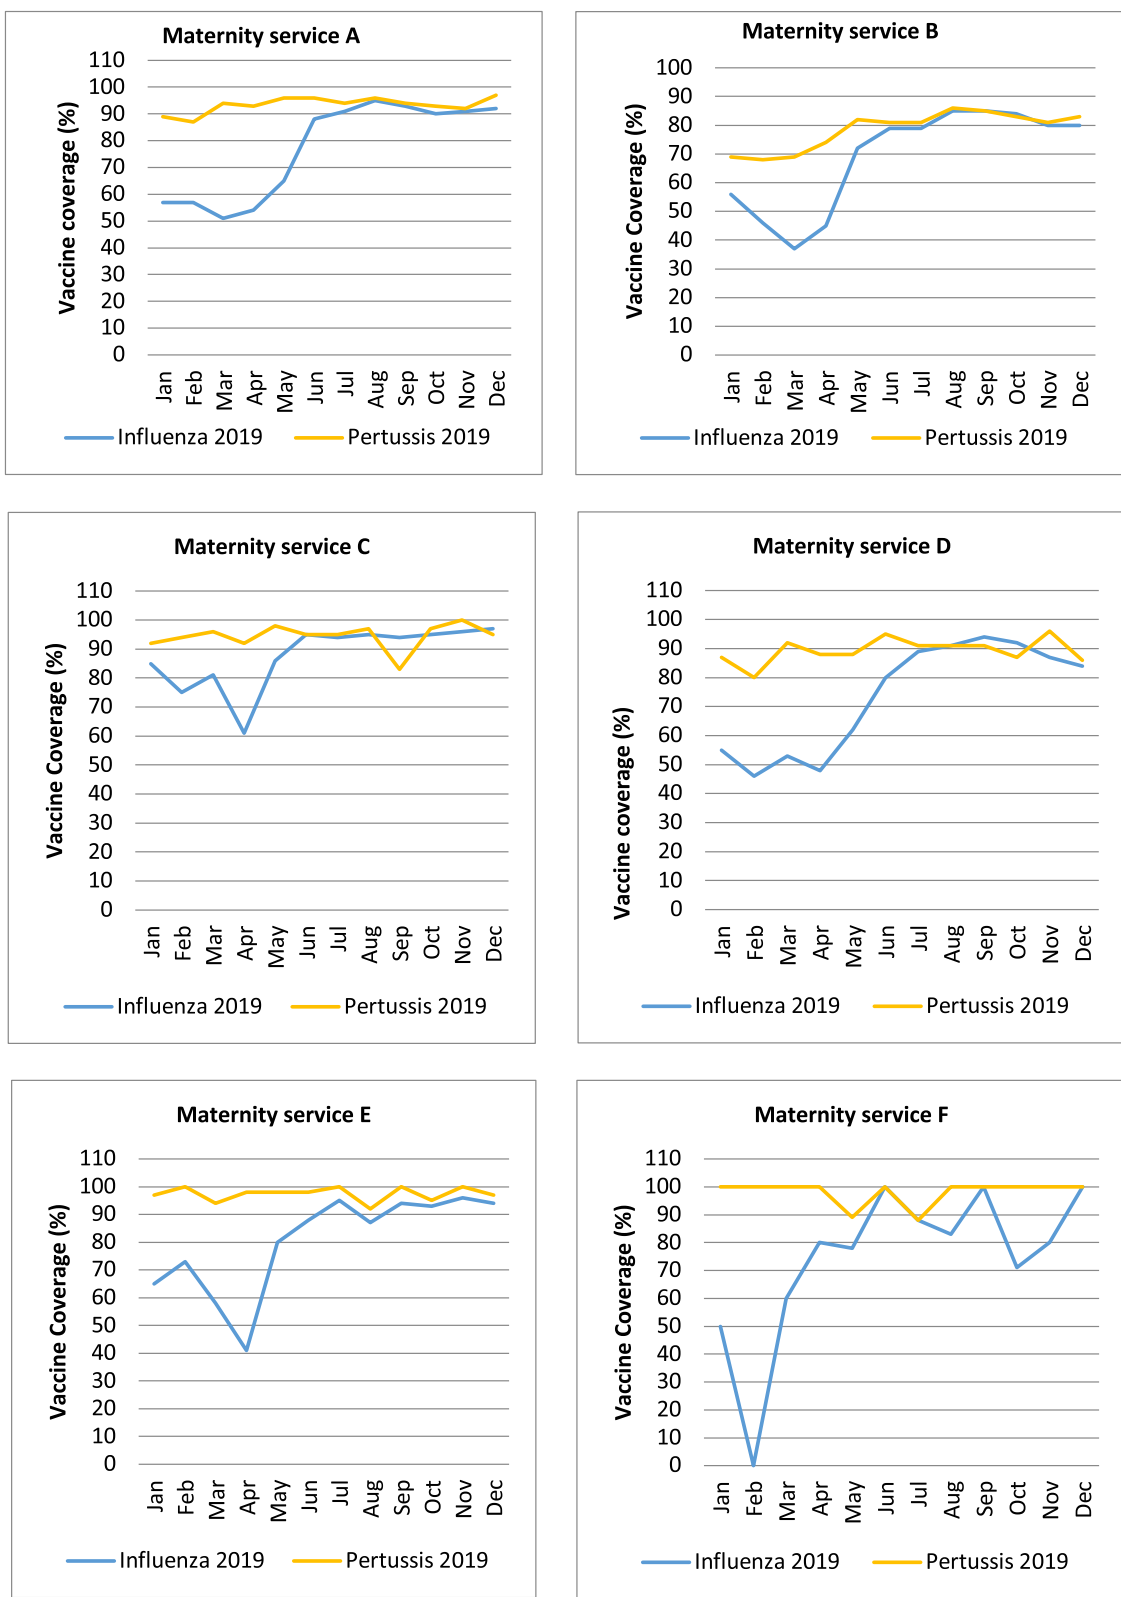 Maternity service A
Vaccine coverage (%)
110
100
90
80
70
60
50
40
30
20
10
0
Jan Feb Mar Apr May Jun Jul Aug Sep Oct Nov Dec
Influenza 2019 Pertussis 2019
Maternity service B
Vaccine Coverage (%)
100
90
80
70
60
50
40
30
20
10
0
Jan Feb Mar Apr May Jun Jul Aug Sep Oct Nov Dec
Influenza 2019 Pertussis 2019
Maternity service C
Vaccine Coverage (%)
110
100
90
80
70
60
50
40
30
20
10
0
Jan Feb Mar Apr May Jun Jul Aug Sep Oct Nov Dec
Influenza 2019 Pertussis 2019
Maternity service D
Vaccine coverage (%)
110
100
90
80
70
60
50
40
30
20
10
0
Jan Feb Mar Apr May Jun Jul Aug Sep Oct Nov Dec
Influenza 2019 Pertussis 2019
Maternity service E
Vaccine Coverage (%)
110
100
90
80
70
60
50
40
30
20
10
0
Jan Feb Mar Apr May Jun Jul Aug Sep Oct Nov Dec
Influenza 2019 Pertussis 2019
Maternity service F
Vaccine Coverage (%)
110
100
90
80
70
60
50
40
30
20
10
0
Jan Feb Mar Apr May Jun Jul Aug Sep Oct Nov Dec
Influenza 2019 Pertussis 2019